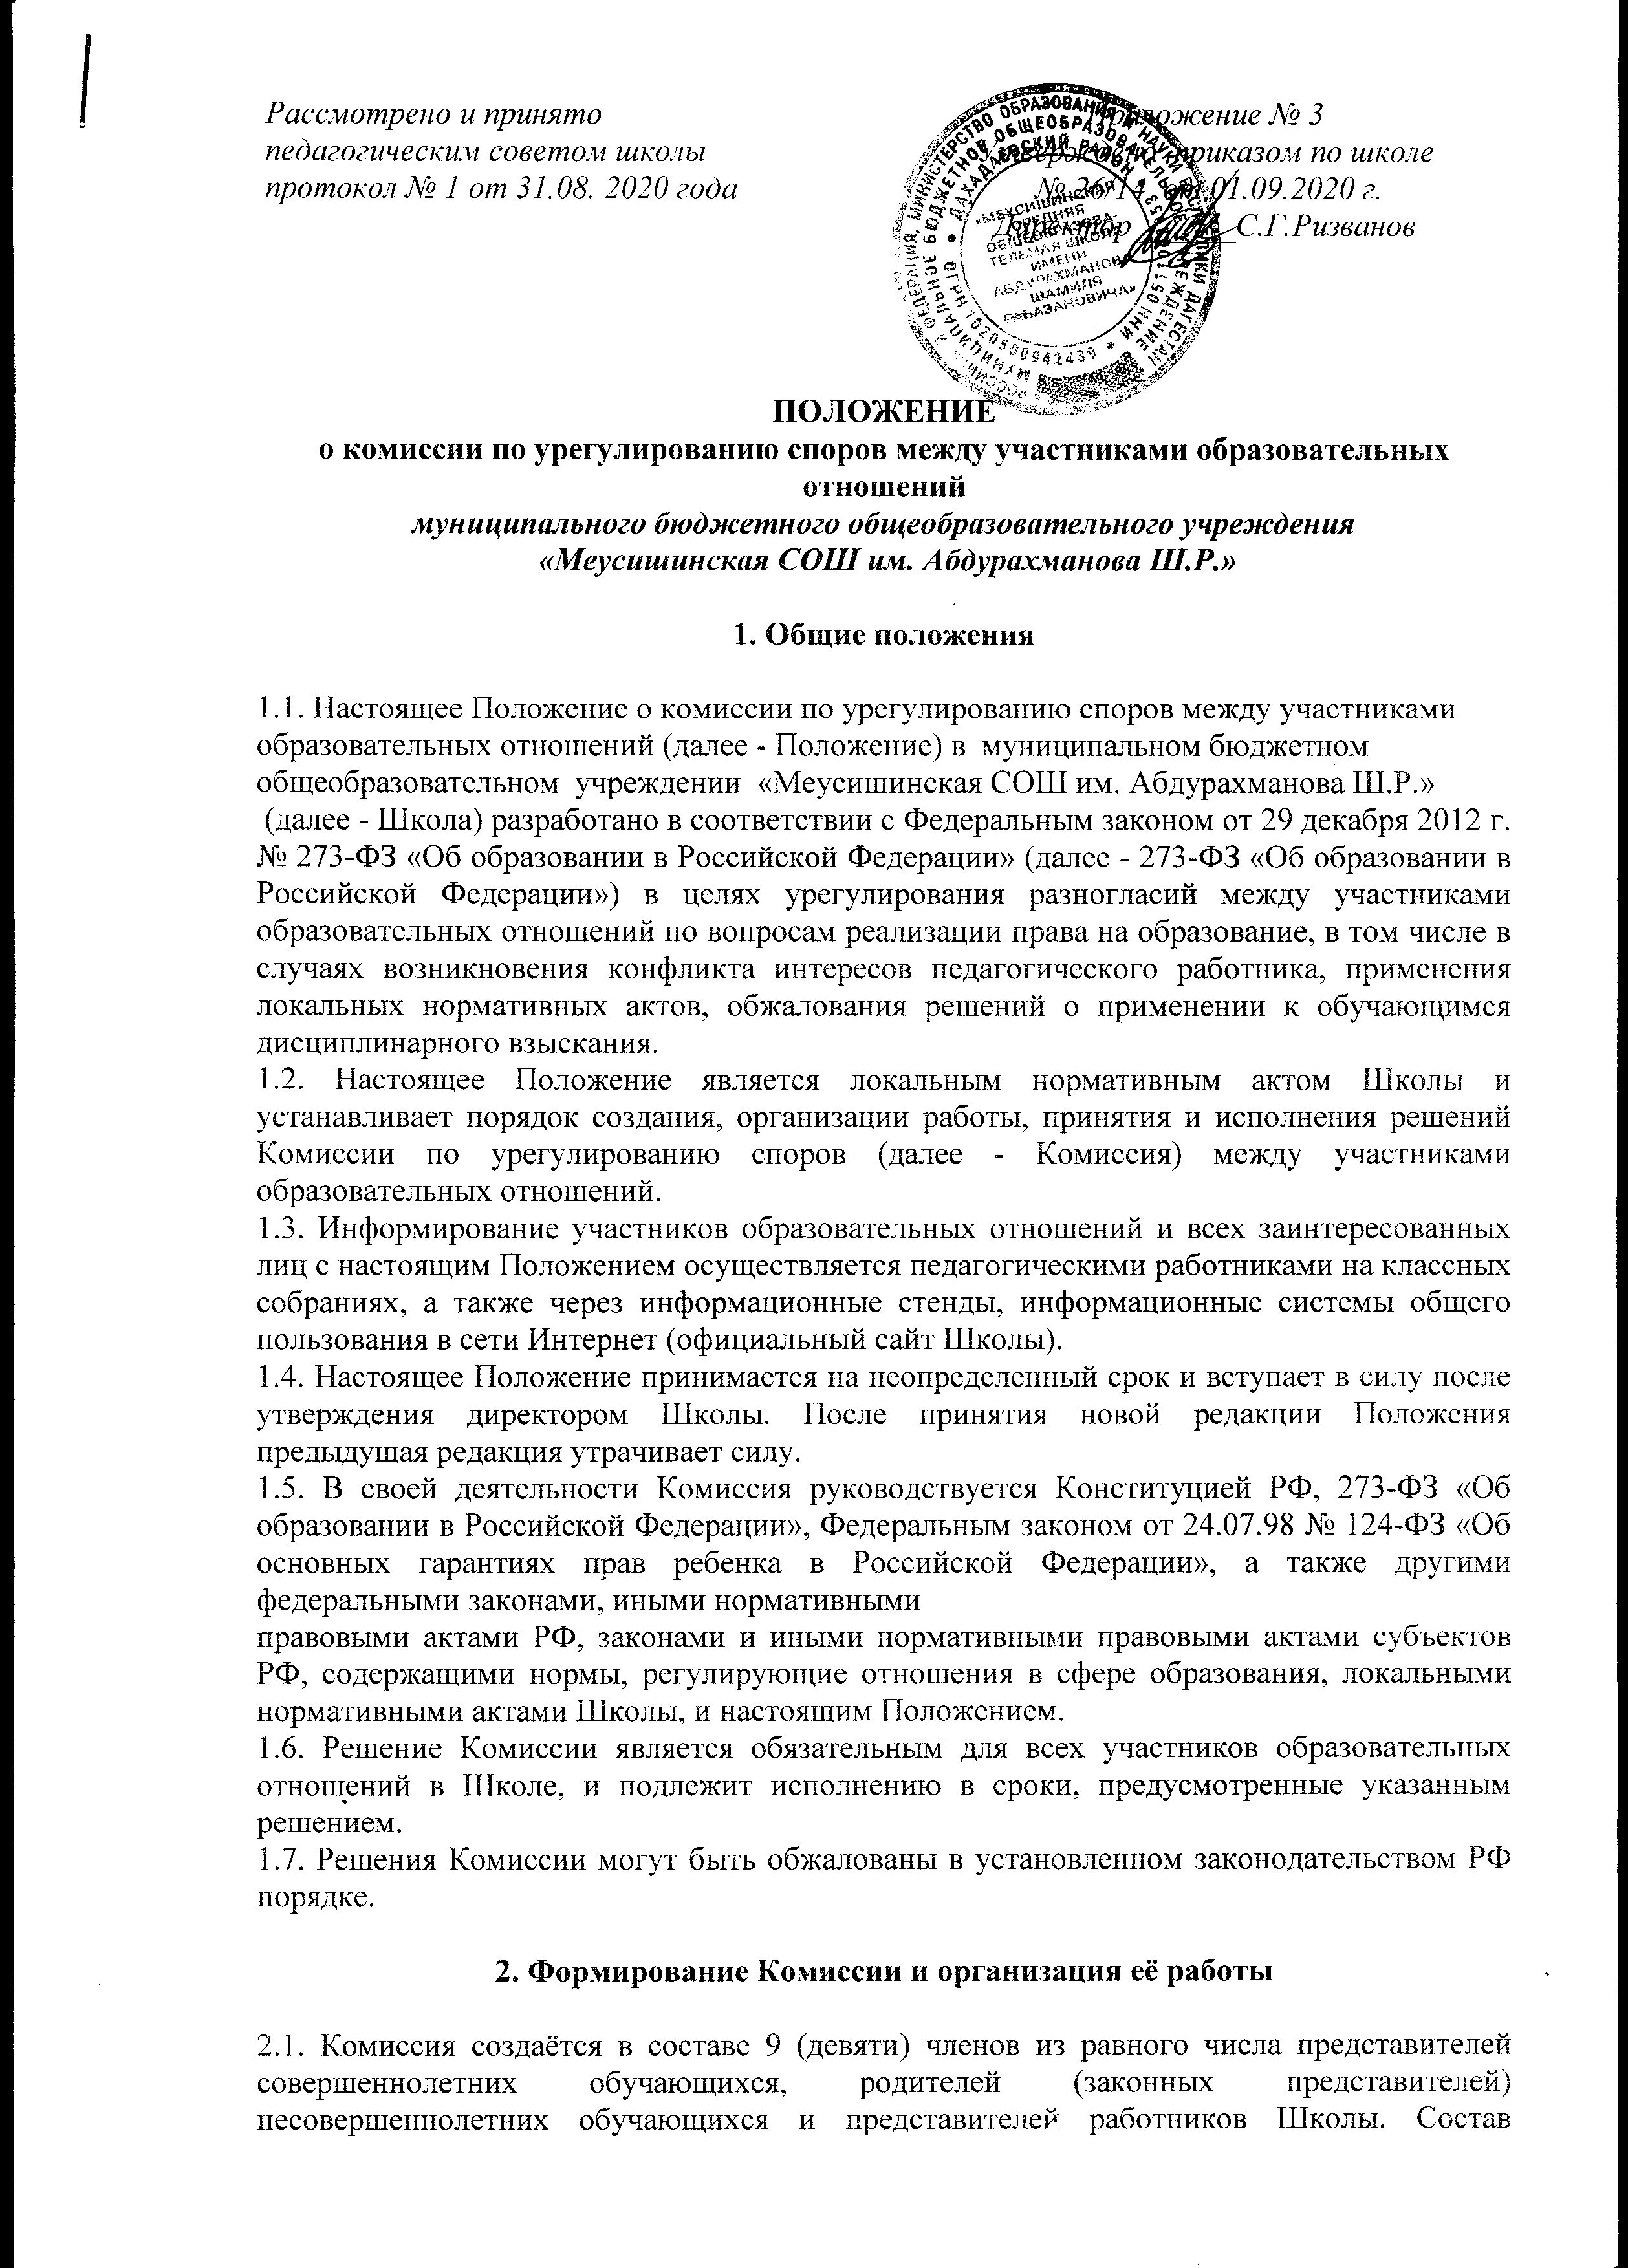 Рассмотрено и принято
педагогическим советом школы
протокол № 1 от 31.08. 2020 года
Приложение № 3
Утверждено приказом по школе
№ 26/14 от 01.09.2020 г.
Директор С.Г.Ризванов
«МЕУСИШИНСКАЯ
СРЕДНЯЯ
ОБЩЕОБРАЗОВА-
ТЕЛЬНАЯ ШКОЛА
ИМЕНИ
АБДУРАХМАНОВА
ШАМИЛЯ
РАБАЗАНОВИЧА»
ПОЛОЖЕНИЕ
о комиссии по урегулированию споров между участниками образовательных
отношений
муниципального бюджетного общеобразовательного учреждения
«Меусишинская СОШ им. Абдурахманова Ш.Р.»
1. Общие положения
1.1. Настоящее Положение о комиссии по урегулированию споров между участниками
образовательных отношений (далее - Положение) в муниципальном бюджетном
общеобразовательном учреждении «Меусишинская СОШ им. Абдурахманова Ш.Р.»
(далее - Школа) разработано в соответствии с Федеральным законом от 29 декабря 2012 г.
№ 273-ФЗ «Об образовании в Российской Федерации» (далее - 273-ФЗ «Об образовании в
Российской Федерации») в целях урегулирования разногласий между участниками
образовательных отношений по вопросам реализации права на образование, в том числе в
случаях возникновения конфликта интересов педагогического работника, применения
локальных нормативных актов, обжалования решений о применении к обучающимся
дисциплинарного взыскания.
1.2. Настоящее Положение является локальным нормативным актом Школы и
устанавливает порядок создания, организации работы, принятия и исполнения решений
Комиссии по урегулированию споров (далее - Комиссия) между участниками
образовательных отношений.
1.3. Информирование участников образовательных отношений и всех заинтересованных
лиц с настоящим Положением осуществляется педагогическими работниками на классных
собраниях, а также через информационные стенды, информационные системы общего
пользования в сети Интернет (официальный сайт Школы).
1.4. Настоящее Положение принимается на неопределенный срок и вступает в силу после
утверждения директором Школы. После принятия новой редакции Положения
предыдущая редакция утрачивает силу.
1.5. В своей деятельности Комиссия руководствуется Конституцией РФ, 273-ФЗ «Об
образовании в Российской Федерации», Федеральным законом от 24.07.98 № 124-ФЗ «Об
основных гарантиях прав ребенка в Российской Федерации», а также другими
федеральными законами, иными нормативными
правовыми актами РФ, законами и иными нормативными правовыми актами субъектов
РФ, содержащими нормы, регулирующие отношения в сфере образования, локальными
нормативными актами Школы, и настоящим Положением.
1.6. Решение Комиссии является обязательным для всех участников образовательных
отношений в Школе, и подлежит исполнению в сроки, предусмотренные указанным
решением.
1.7. Решения Комиссии могут быть обжалованы в установленном законодательством РФ
порядке.
2. Формирование Комиссии и организация её работы
2.1. Комиссия создаётся в составе 9 (девяти) членов из равного числа представителей
совершеннолетних обучающихся, родителей (законных представителей)
несовершеннолетних обучающихся и представителей работников Школы. Состав